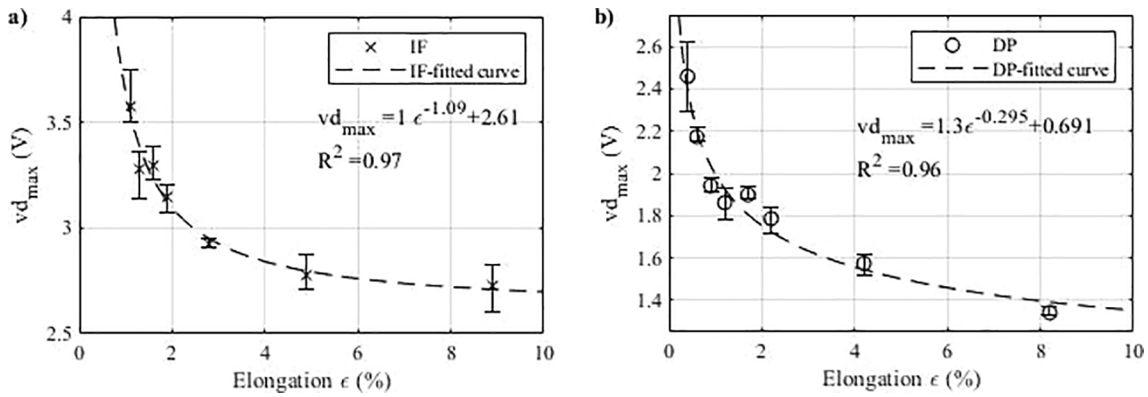 a)
4
3.5
3
2.5
vd_max (V)
IF
IF-fitted curve
vd_max =1 ϵ^-1.09+2.61
R^2 =0.97
0 2 4 6 8 10
Elongation ϵ (%)
b)
2.6
2.4
2.2
2
1.8
1.6
1.4
vd_max (V)
DP
DP-fitted curve
vd_max =1.3ϵ^-0.295+0.691
R^2 =0.96
0 2 4 6 8 10
Elongation ϵ (%)